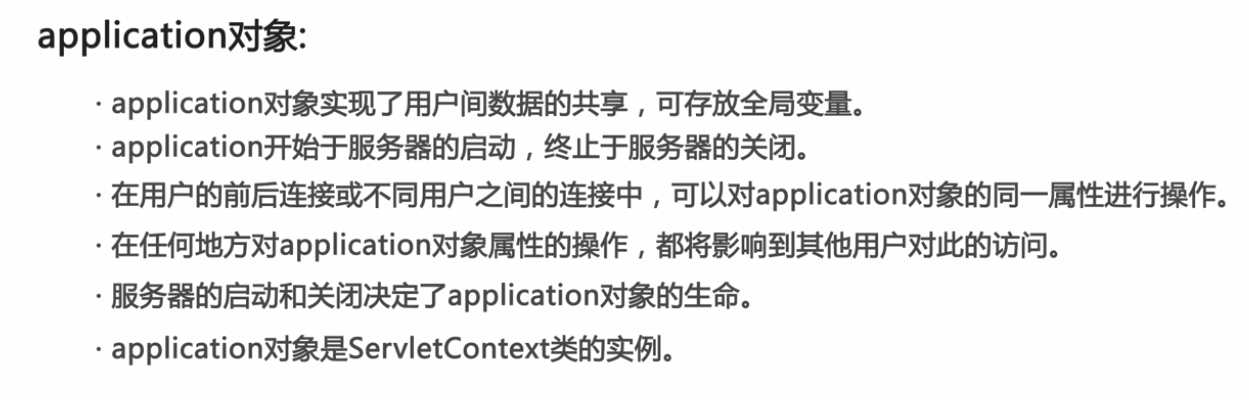 application对象:
· application对象实现了用户间数据的共享，可存放全局变量。
· application开始于服务器的启动，终止于服务器的关闭。
· 在用户的前后连接或不同用户之间的连接中，可以对application对象的同一属性进行操作。
· 在任何地方对application对象属性的操作，都将影响到其他用户对此的访问。
· 服务器的启动和关闭决定了application对象的生命。
· application对象是ServletContext类的实例。